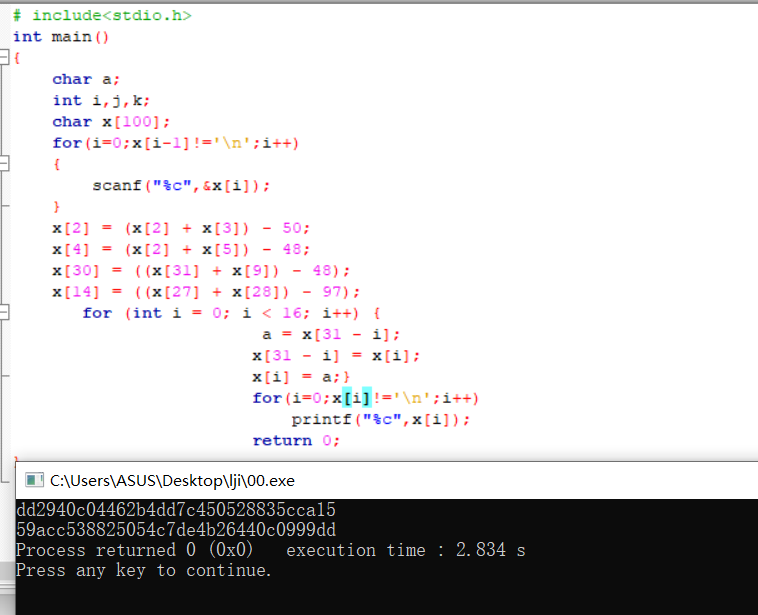 # include<stdio.h>
int main()
{
char a;
int i,j,k;
char x[100];
for(i=0;x[i-1]!='\n';i++)
{
scanf("%c",&x[i]);
}
x[2] = (x[2] + x[3]) - 50;
x[4] = (x[2] + x[5]) - 48;
x[30] = ((x[31] + x[9]) - 48);
x[14] = ((x[27] + x[28]) - 97);
for (int i = 0; i < 16; i++) {
a = x[31 - i];
x[31 - i] = x[i];
x[i] = a;}
for(i=0;x[i]!='\n';i++)
printf("%c",x[i]);
return 0;
C:\Users\ASUS\Desktop\lji\00.exe
dd2940c04462b4dd7c450528835cca15
59acc538825054c7de4b26440c0999dd
Process returned 0 (0x0)   execution time : 2.834 s
Press any key to continue.